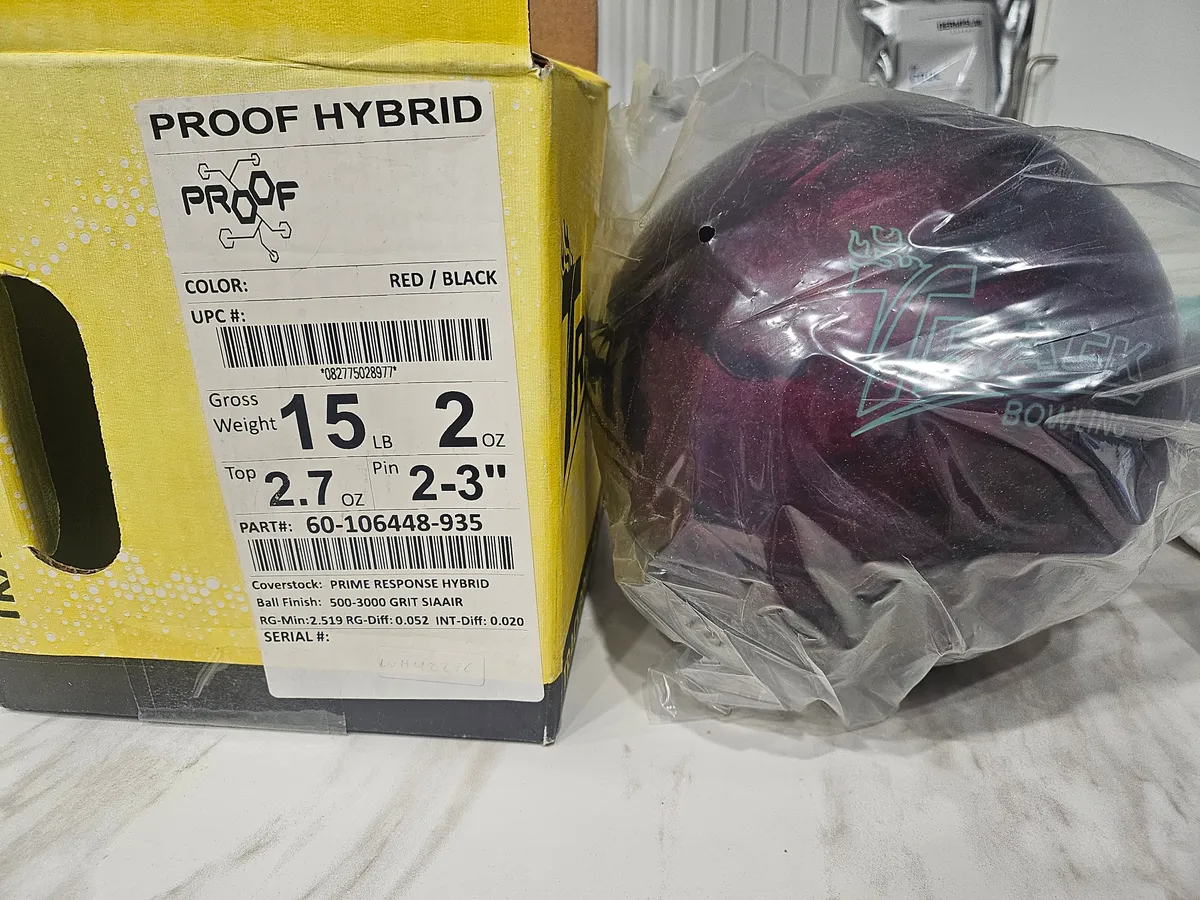 PROOF HYBRID
PROOF
COLOR: RED / BLACK
UPC #:
*082775028977*
Gross Weight 15 LB 2 OZ
Top 2.7 OZ Pin 2-3"
PART#: 60-106448-935
Coverstock: PRIME RESPONSE HYBRID
Ball Finish: 500-3000 GRIT SIAAIR
RG-Min:2.519 RG-Diff: 0.052 INT-Diff: 0.020
SERIAL #:
TRACK
BOWLING